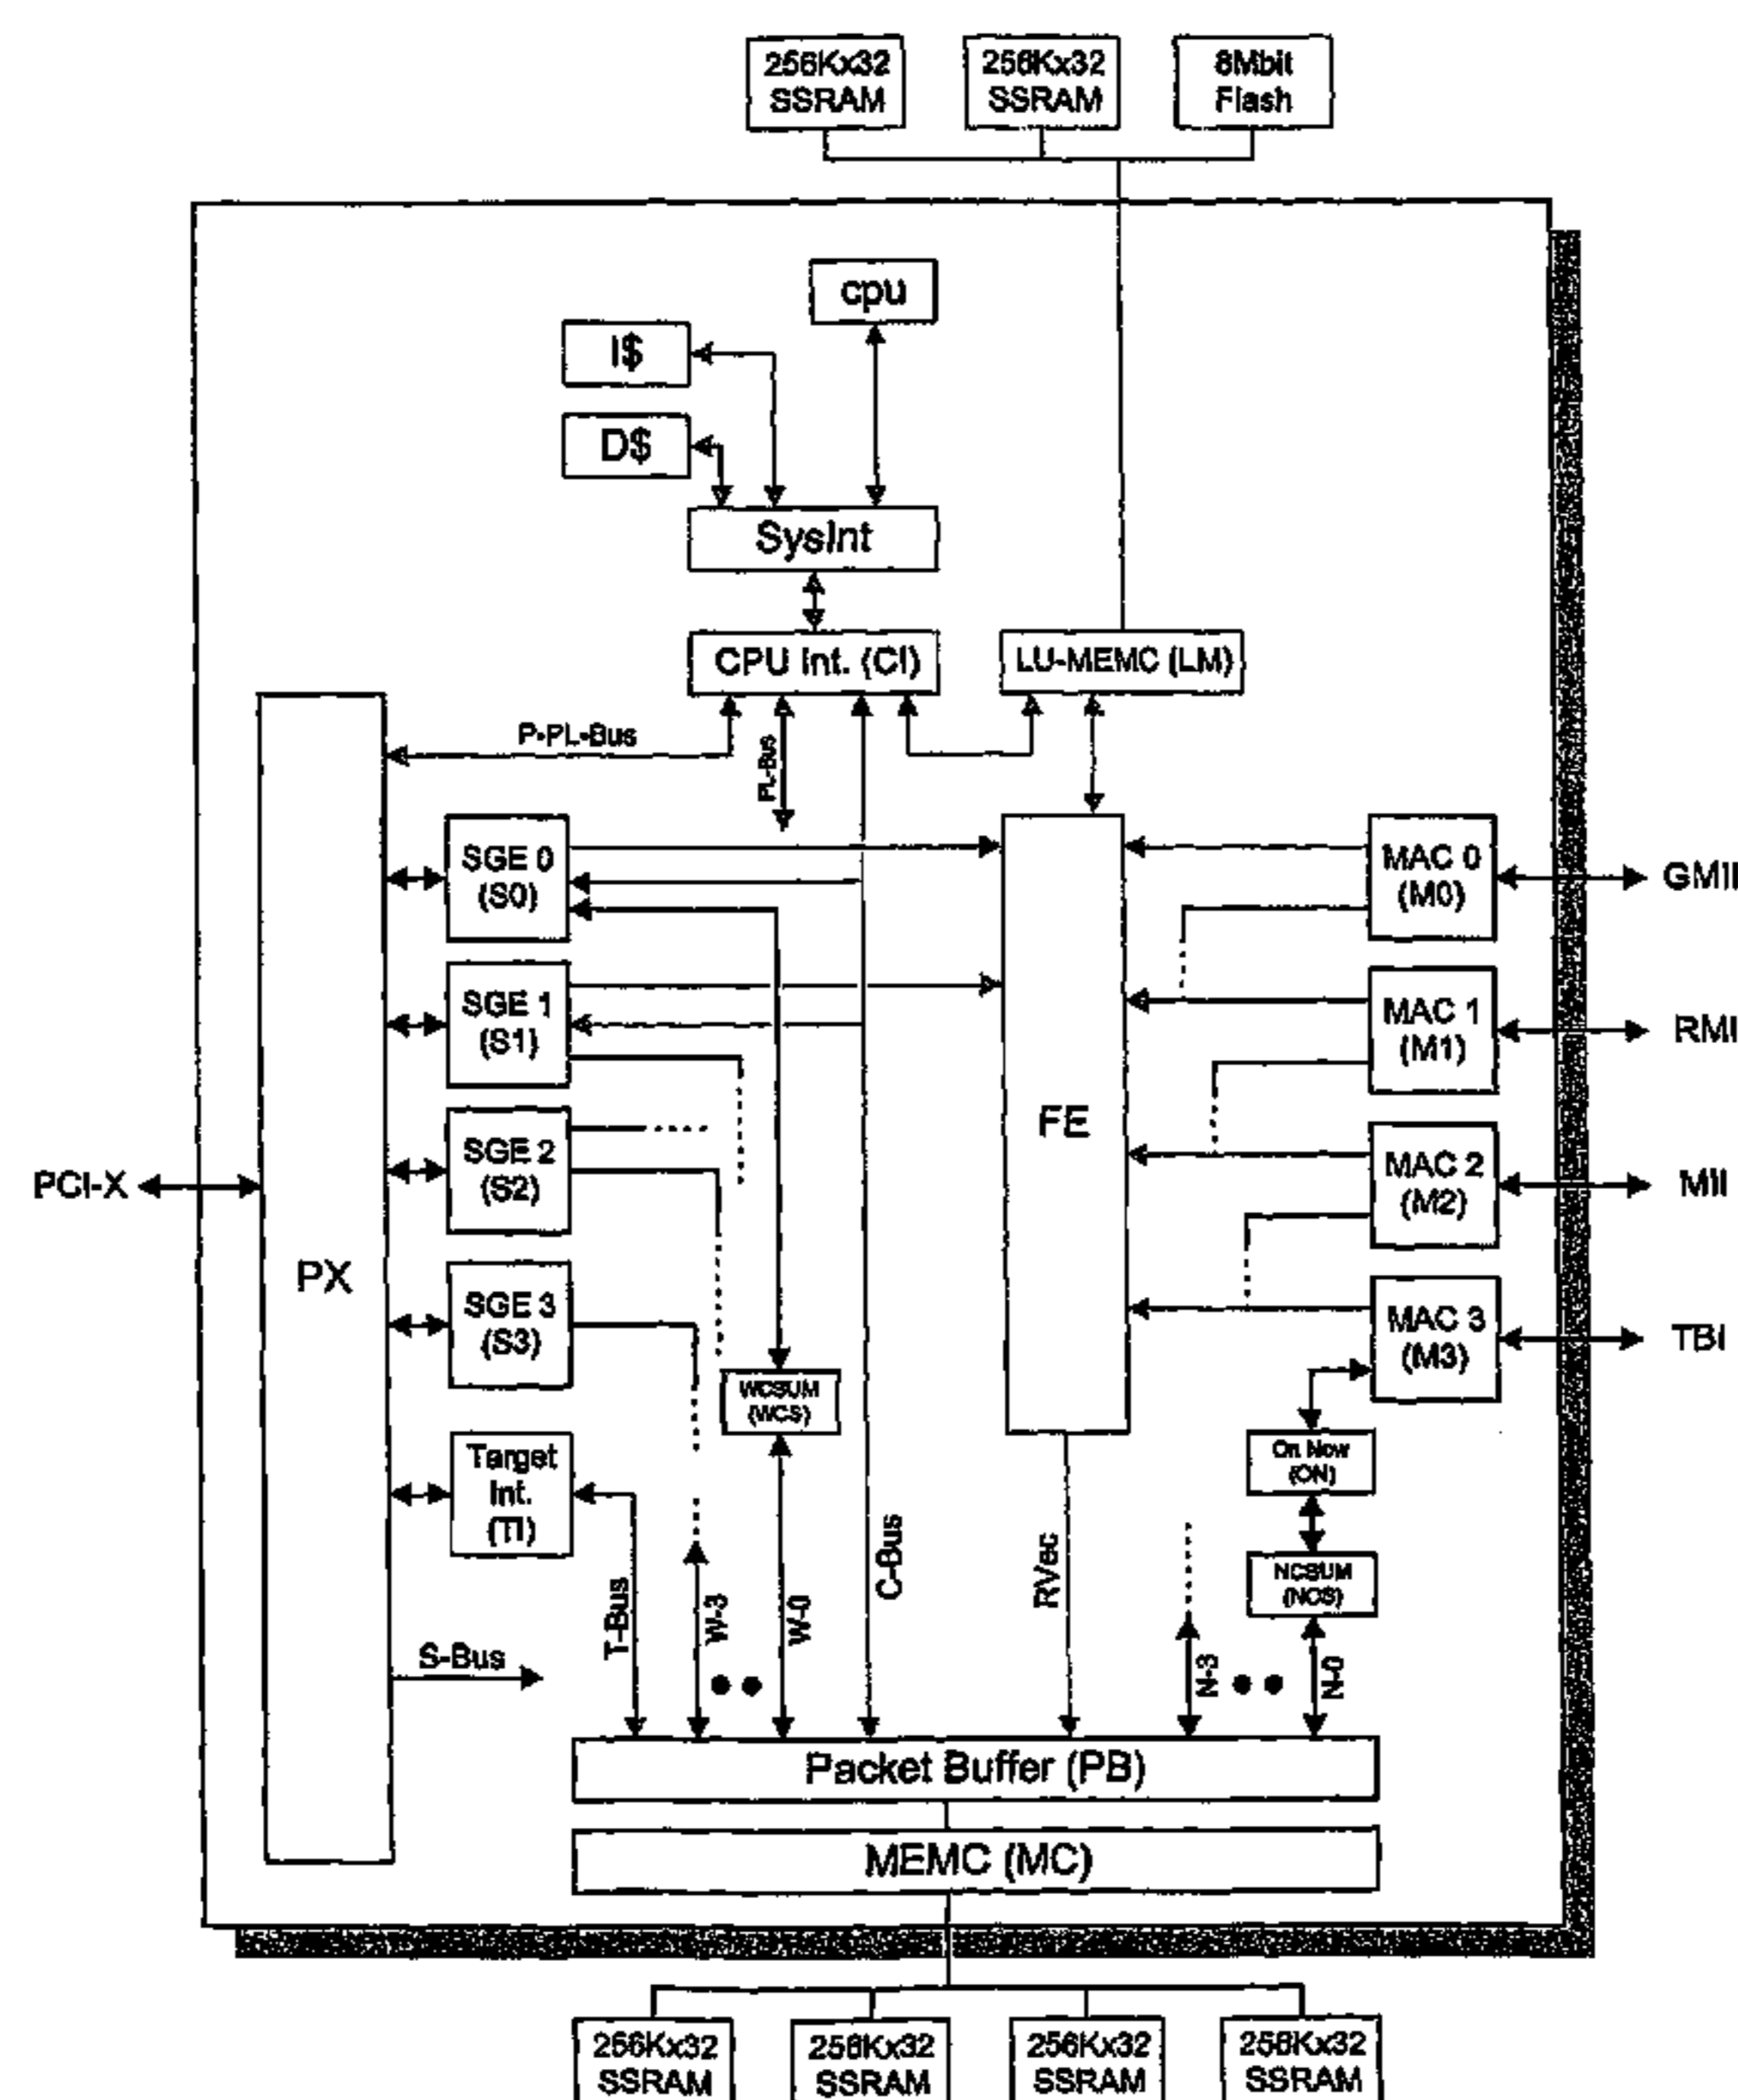 256Kx32
SSRAM
256Kx32
SSRAM
8Mbit
Flash
cpu
I$
D$
SysInt
CPU Int. (CI)
LU-MEMC (LM)
P-PL-Bus
PL-Bus
SGE 0
(S0)
MAC 0
(M0)
GMII
SGE 1
(S1)
MAC 1
(M1)
RMI
FE
SGE 2
(S2)
MAC 2
(M2)
MII
PCI-X
PX
SGE 3
(S3)
MAC 3
(M3)
TBI
WCSUM
(WCS)
Target
Int.
(TI)
On Now
(ON)
NCSUM
(NCS)
C-Bus
RVec
T-Bus
W-3
W-0
N-3
N-0
S-Bus
Packet Buffer (PB)
MEMC (MC)
256Kx32
SSRAM
256Kx32
SSRAM
256Kx32
SSRAM
256Kx32
SSRAM